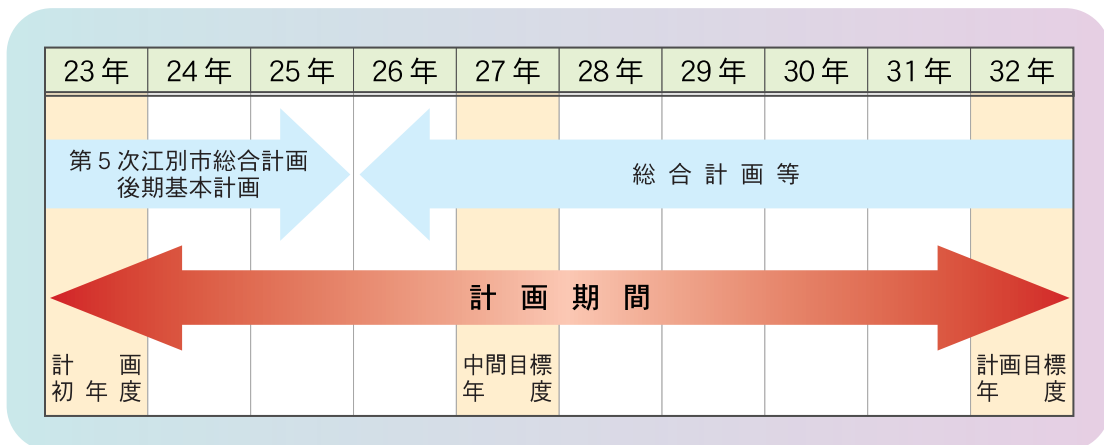 23年 24年 25年 26年 27年 28年 29年 30年 31年 32年
第5次江別市総合計画
後期基本計画
総合計画等
計画期間
計画
初年度
中間目標
年度
計画目標
年度